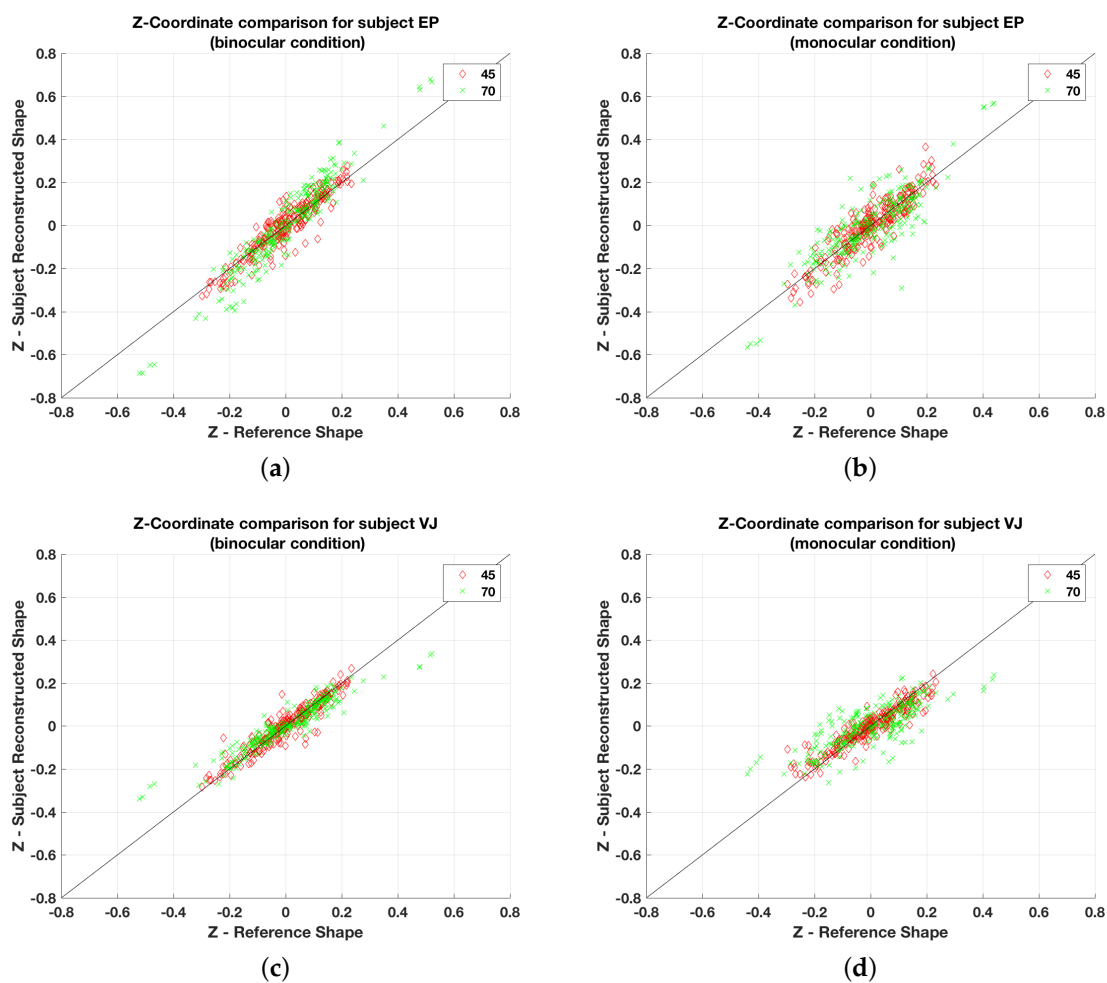 Z-Coordinate comparison for subject EP
(binocular condition)
Z - Subject Reconstructed Shape
0.8
0.6
0.4
0.2
0
-0.2
-0.4
-0.6
-0.8
45
70
-0.8 -0.6 -0.4 -0.2 0 0.2 0.4 0.6 0.8
Z - Reference Shape
(a)
Z-Coordinate comparison for subject EP
(monocular condition)
Z - Subject Reconstructed Shape
0.8
0.6
0.4
0.2
0
-0.2
-0.4
-0.6
-0.8
45
70
-0.8 -0.6 -0.4 -0.2 0 0.2 0.4 0.6 0.8
Z - Reference Shape
(b)
Z-Coordinate comparison for subject VJ
(binocular condition)
Z - Subject Reconstructed Shape
0.8
0.6
0.4
0.2
0
-0.2
-0.4
-0.6
-0.8
45
70
-0.8 -0.6 -0.4 -0.2 0 0.2 0.4 0.6 0.8
Z - Reference Shape
(c)
Z-Coordinate comparison for subject VJ
(monocular condition)
Z - Subject Reconstructed Shape
0.8
0.6
0.4
0.2
0
-0.2
-0.4
-0.6
-0.8
45
70
-0.8 -0.6 -0.4 -0.2 0 0.2 0.4 0.6 0.8
Z - Reference Shape
(d)